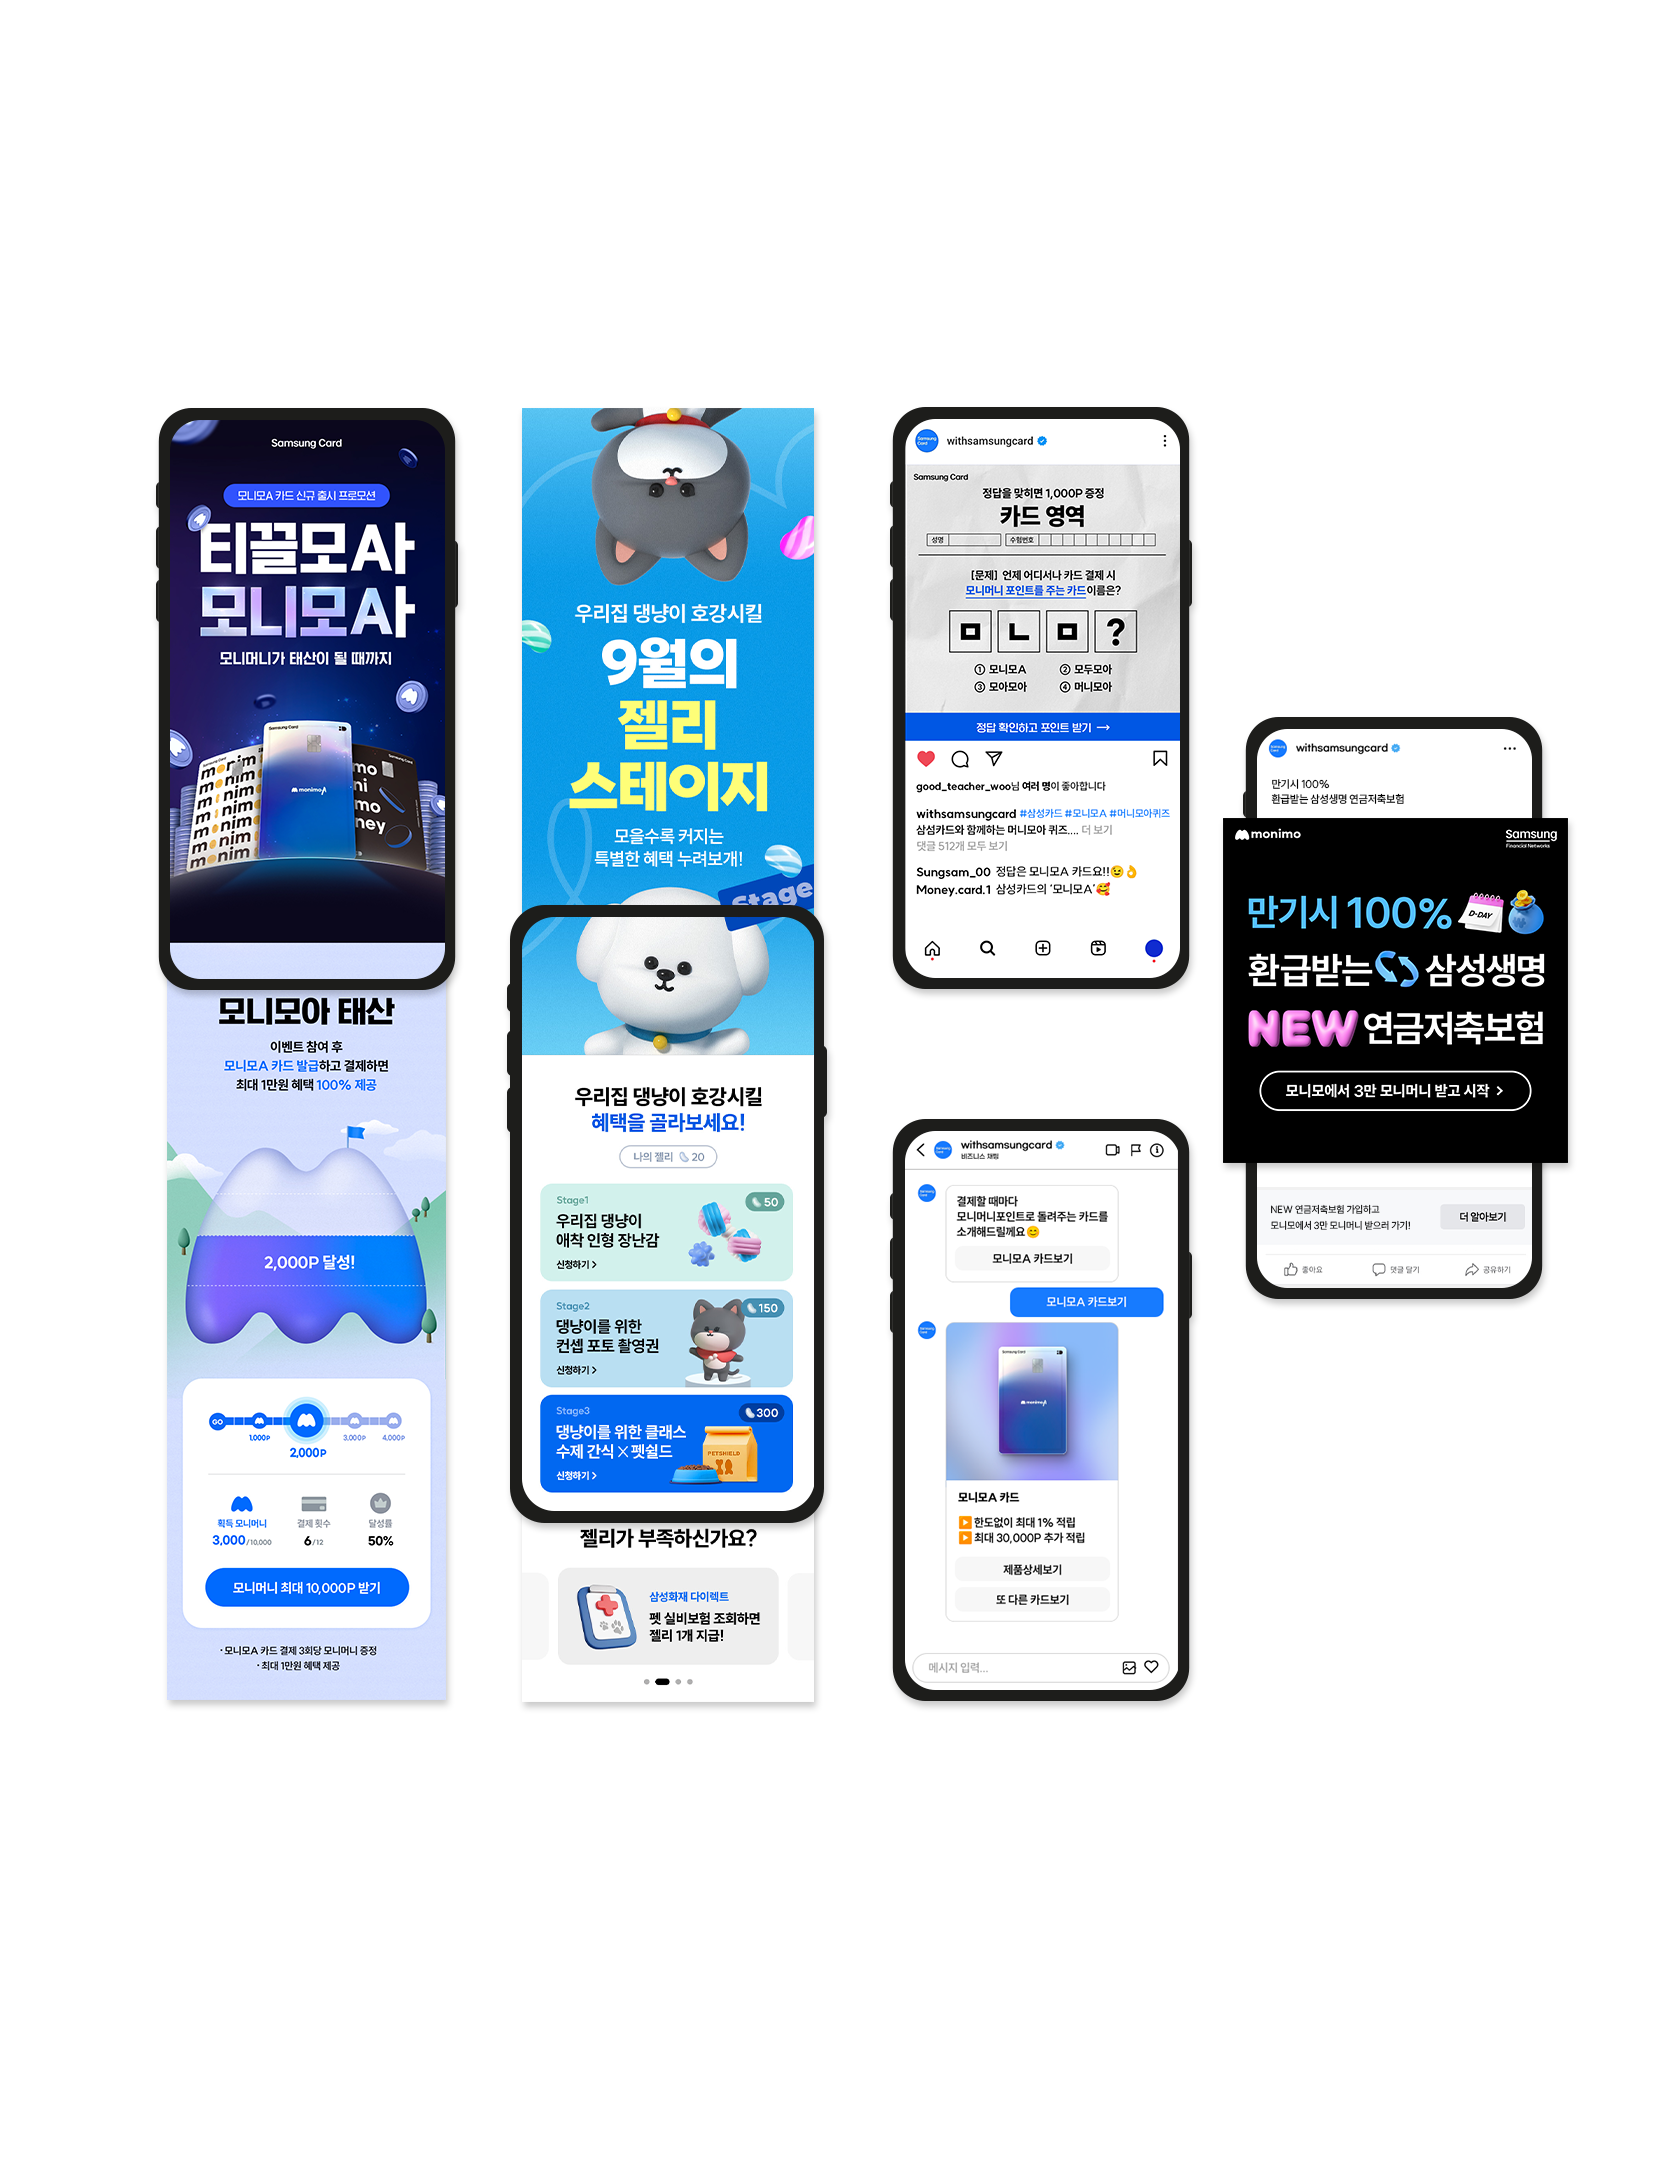 Samsung Card
모니모A 카드 신규 출시 프로모션
티끌모A사
모니모A사
모니머니가 태산이 될 때까지
Samsung Card
monimo A
모니모아 태산
이벤트 참여 후
모니모A 카드 발급하고 결제하면
최대 1만원 혜택 100% 제공
2,000P 달성!
GO
1,000P
2,000P
3,000P
4,000P
획득 모니머니
결제 횟수
달성률
3,000/10,000
6/12
50%
모니머니 최대 10,000P 받기
· 모니모A 카드 결제 3회당 모니머니 증정
· 최대 1만원 혜택 제공
우리집 댕냥이 호강시킬
9월의
젤리
스테이지
모을수록 커지는
특별한 혜택 누려보개!
Stage
우리집 댕냥이 호강시킬
혜택을 골라보세요!
나의 젤리 20
Stage1
50
우리집 댕냥이
애착 인형 장난감
신청하기 >
Stage2
150
댕냥이를 위한
컨셉 포토 촬영권
신청하기 >
Stage3
300
댕냥이를 위한 클래스
수제 간식 X 펫쉴드
신청하기 >
PETSHIELD
젤리가 부족하신가요?
삼성화재 다이렉트
펫 실비보험 조회하면
젤리 1개 지급!
withsamsungcard
Samsung Card
정답을 맞히면 1,000P 증정
카드 영역
성명
수험번호
[문제] 언제 어디서나 카드 결제 시
모니머니 포인트를 주는 카드이름은?
ㅁ ㄴ ㅁ ?
① 모니모A ② 모두모아
③ 모아모아 ④ 머니모아
정답 확인하고 포인트 받기 →
good_teacher_woo님 여러 명이 좋아합니다
withsamsungcard #삼성카드 #모니모A #머니모아퀴즈
삼성카드와 함께하는 머니모아 퀴즈.... 더 보기
댓글 512개 모두 보기
Sungsam_00 정답은 모니모A 카드요!!😉👌
Money.card.1 삼성카드의 '모니모A'🥰
withsamsungcard
비즈니스 채팅
결제할 때마다
모니머니포인트로 돌려주는 카드를
소개해드릴께요😊
모니모A 카드보기
모니모A 카드보기
Samsung Card
monimo A
모니모A 카드
▶ 한도없이 최대 1% 적립
▶ 최대 30,000P 추가 적립
제품상세보기
또 다른 카드보기
메시지 입력...
withsamsungcard
만기시 100%
환급받는 삼성생명 연금저축보험
monimo
Samsung
Financial Networks
만기시 100%
D-DAY
환급받는 삼성생명
NEW 연금저축보험
모니모에서 3만 모니머니 받고 시작 >
NEW 연금저축보험 가입하고
모니모에서 3만 모니머니 받으러 가기!
더 알아보기
좋아요
댓글 달기
공유하기